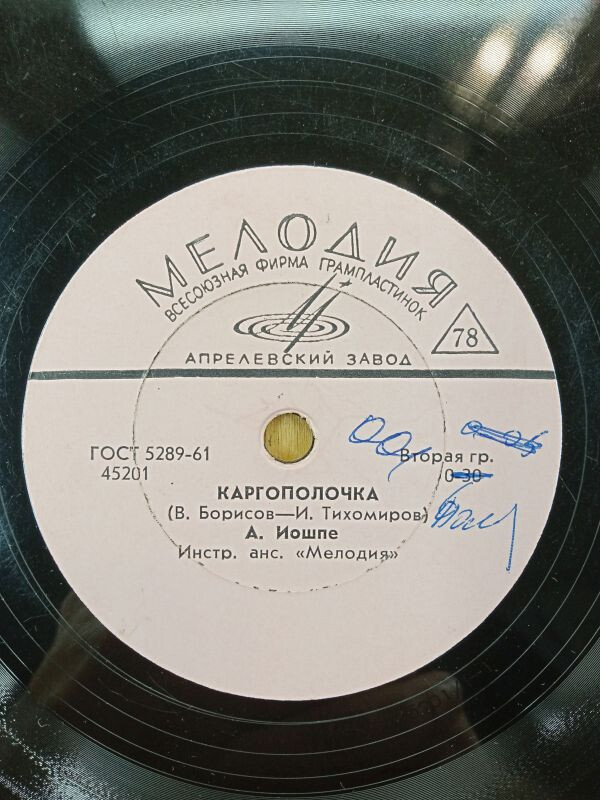 МЕЛОДИЯ
ВСЕСОЮЗНАЯ ФИРМА ГРАМПЛАСТИНОК
78
АПРЕЛЕВСКИЙ ЗАВОД
ГОСТ 5289-61
45201
Вторая гр.
0-30
КАРГОПОЛОЧКА
(В. Борисов—И. Тихомиров)
А. Иошпе
Инстр. анс. «Мелодия»